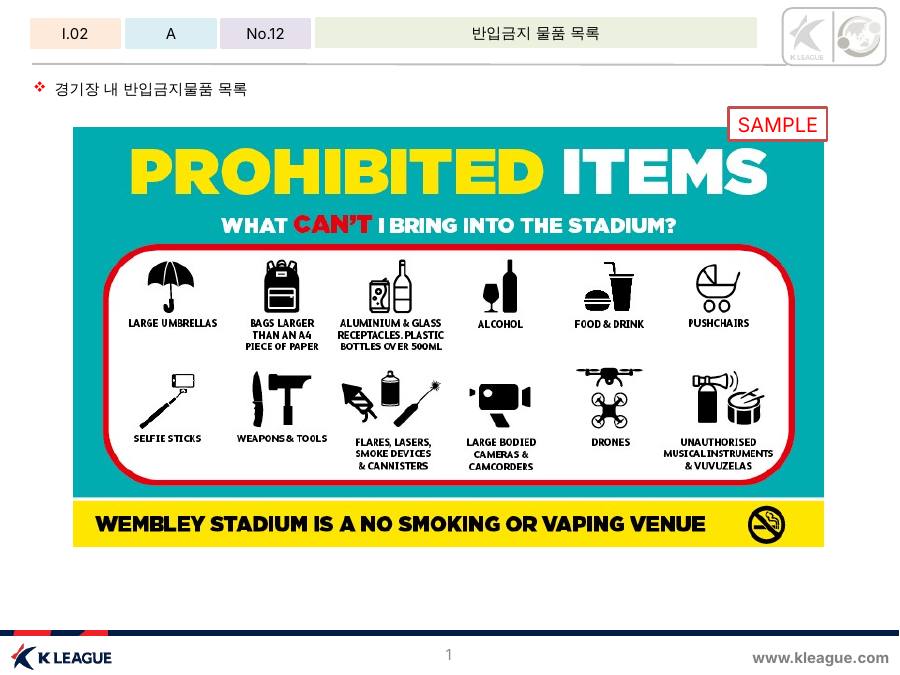 I.02
A
No.12
반입금지 물품 목록
K LEAGUE
경기장 내 반입금지물품 목록
SAMPLE
PROHIBITED ITEMS
WHAT CAN'T I BRING INTO THE STADIUM?
LARGE UMBRELLAS
BAGS LARGER
THAN AN A4
PIECE OF PAPER
ALUMINIUM & GLASS
RECEPTACLES. PLASTIC
BOTTLES OVER 500ML
ALCOHOL
FOOD & DRINK
PUSHCHAIRS
SELFIE STICKS
WEAPONS & TOOLS
FLARES, LASERS,
SMOKE DEVICES
& CANNISTERS
LARGE BODIED
CAMERAS &
CAMCORDERS
DRONES
UNAUTHORISED
MUSICAL INSTRUMENTS
& VUVUZELAS
WEMBLEY STADIUM IS A NO SMOKING OR VAPING VENUE
K LEAGUE
1
www.kleague.com